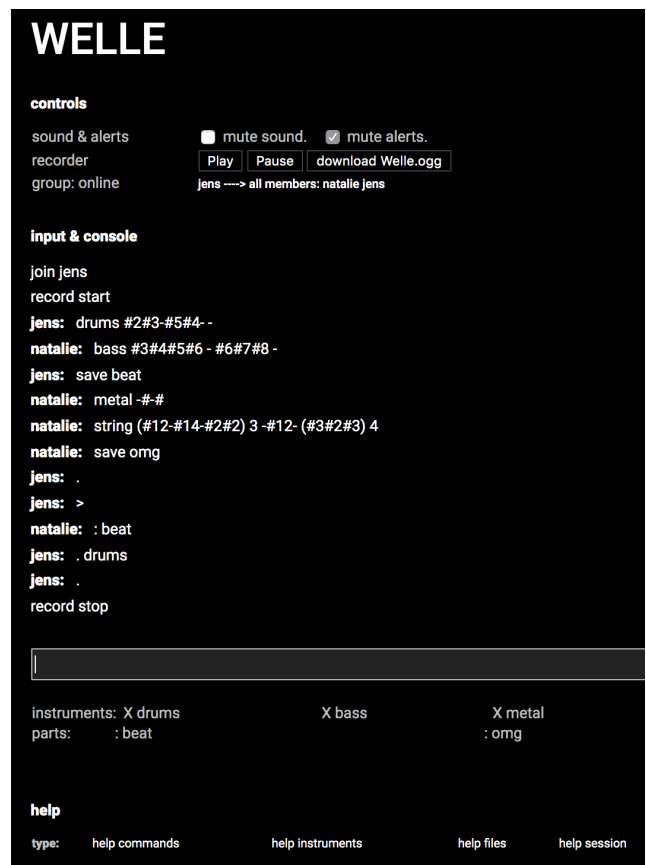 WELLE
controls
sound & alerts mute sound. mute alerts.
recorder Play Pause download Welle.ogg
group: online jens ----> all members: natalie jens
input & console
join jens
record start
jens: drums #2#3-#5#4- -
natalie: bass #3#4#5#6 - #6#7#8 -
jens: save beat
natalie: metal -#-#
natalie: string (#12-#14-#2#2) 3 -#12- (#3#2#3) 4
natalie: save omg
jens: .
jens: >
natalie: : beat
jens: . drums
jens: .
record stop
instruments: X drums X bass X metal
parts: : beat : omg
help
type: help commands help instruments help files help session